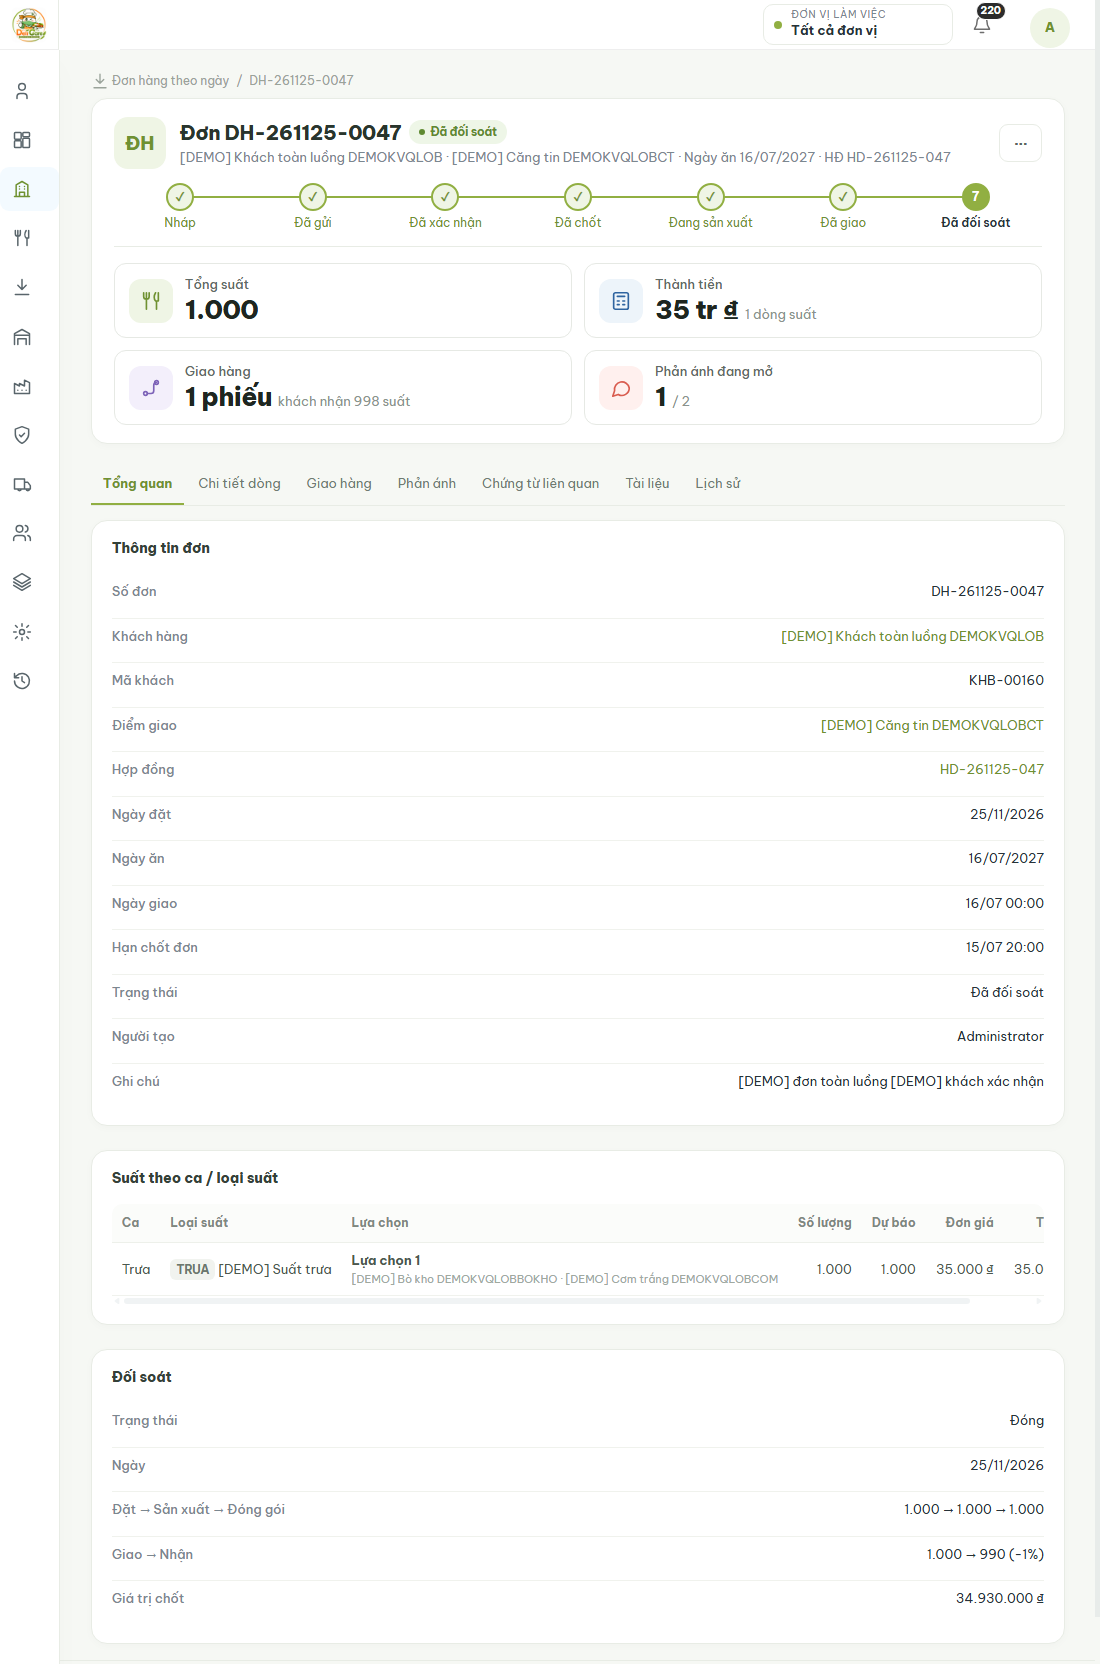 ĐƠN VỊ LÀM VIỆC
Tất cả đơn vị
220
A
Đơn hàng theo ngày / DH-261125-0047
ĐH
Đơn DH-261125-0047
Đã đối soát
[DEMO] Khách toàn luồng DEMOKVQLOB · [DEMO] Căng tin DEMOKVQLOBCT · Ngày ăn 16/07/2027 · HĐ HD-261125-047
...
7
Nháp
Đã gửi
Đã xác nhận
Đã chốt
Đang sản xuất
Đã giao
Đã đối soát
Tổng suất
1.000
Thành tiền
35 tr ₫ 1 dòng suất
Giao hàng
1 phiếu khách nhận 998 suất
Phản ánh đang mở
1 / 2
Tổng quan
Chi tiết dòng
Giao hàng
Phản ánh
Chứng từ liên quan
Tài liệu
Lịch sử
Thông tin đơn
Số đơn DH-261125-0047
Khách hàng [DEMO] Khách toàn luồng DEMOKVQLOB
Mã khách KHB-00160
Điểm giao [DEMO] Căng tin DEMOKVQLOBCT
Hợp đồng HD-261125-047
Ngày đặt 25/11/2026
Ngày ăn 16/07/2027
Ngày giao 16/07 00:00
Hạn chốt đơn 15/07 20:00
Trạng thái Đã đối soát
Người tạo Administrator
Ghi chú [DEMO] đơn toàn luồng [DEMO] khách xác nhận
Suất theo ca / loại suất
Ca Loại suất Lựa chọn Số lượng Dự báo Đơn giá T
Trưa TRUA [DEMO] Suất trưa Lựa chọn 1 1.000 1.000 35.000 ₫ 35.0
[DEMO] Bò kho DEMOKVQLOBBOKHO · [DEMO] Cơm trắng DEMOKVQLOBCOM
Đối soát
Trạng thái Đóng
Ngày 25/11/2026
Đặt → Sản xuất → Đóng gói 1.000 → 1.000 → 1.000
Giao → Nhận 1.000 → 990 (-1%)
Giá trị chốt 34.930.000 ₫